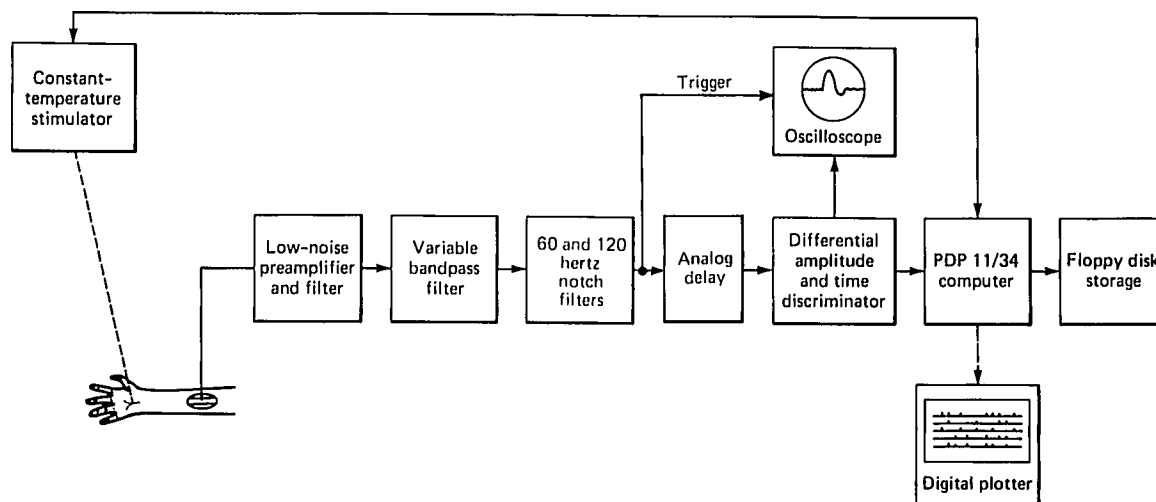 Constant-
temperature
stimulator
Trigger
Oscilloscope
Low-noise
preamplifier
and filter
Variable
bandpass
filter
60 and 120
hertz
notch
filters
Analog
delay
Differential
amplitude
and time
discriminator
PDP 11/34
computer
Floppy disk
storage
Digital plotter